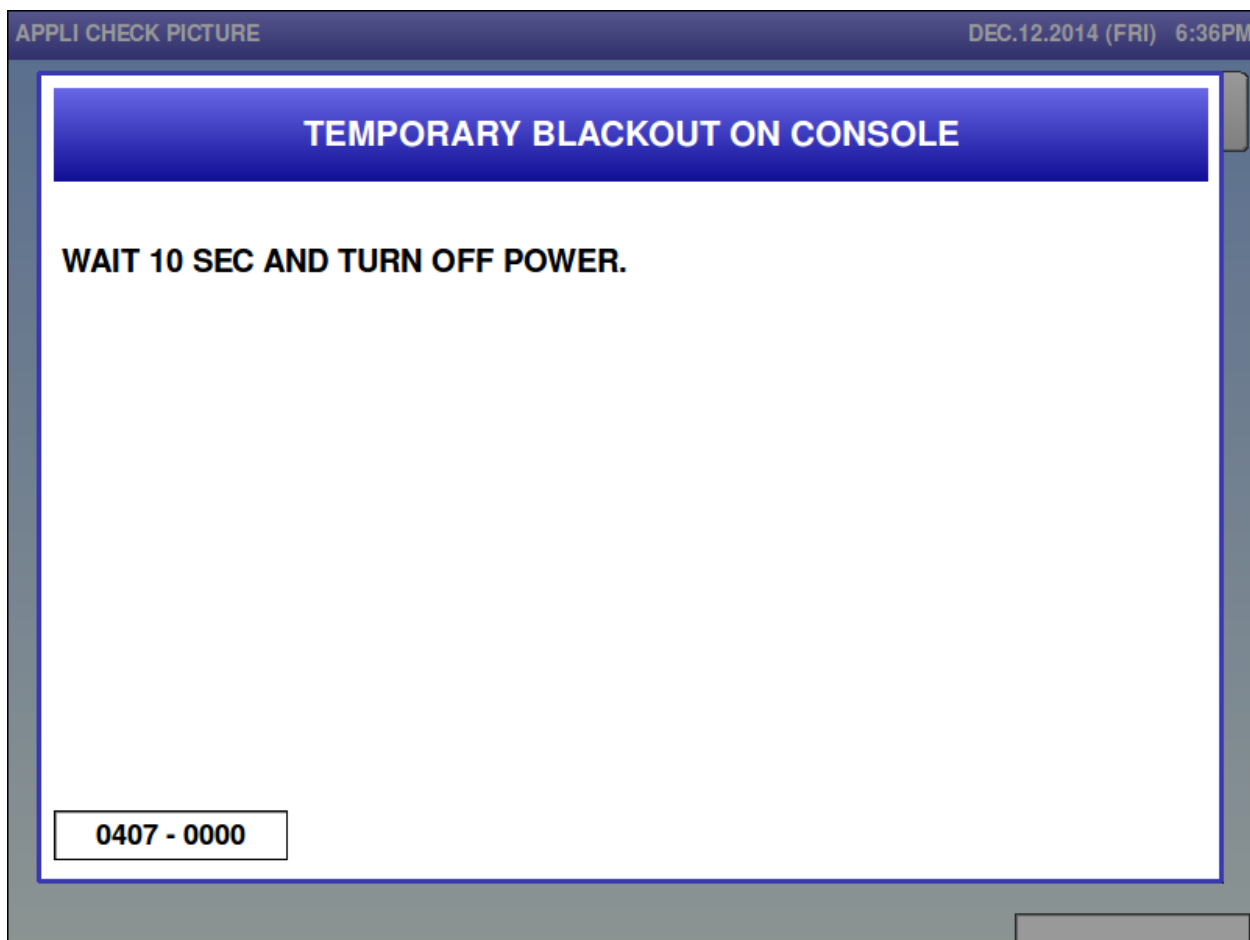 APPLI CHECK PICTURE DEC.12.2014 (FRI) 6:36PM
TEMPORARY BLACKOUT ON CONSOLE
WAIT 10 SEC AND TURN OFF POWER.
0407 - 0000